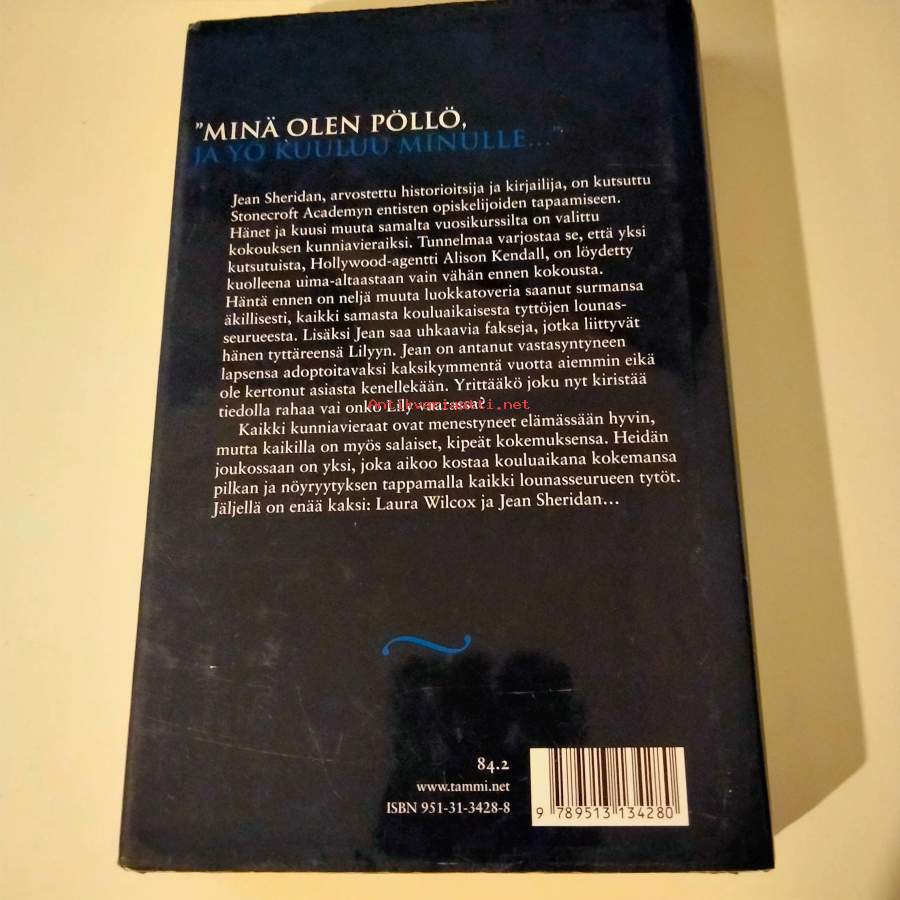 ”MINÄ OLEN PÖLLÖ,
JA YÖ KUULUU MINULLE...”
Jean Sheridan, arvostettu historioitsija ja kirjailija, on kutsuttu
Stonecroft Academyn entisten opiskelijoiden tapaamiseen.
Hänet ja kuusi muuta samalta vuosikurssilta on valittu
kokouksen kunniavieraiksi. Tunnelmaa varjostaa se, että yksi
kutsutuista, Hollywood-agentti Alison Kendall, on löydetty
kuolleena uima-altaastaan vain vähän ennen kokousta.
Häntä ennen on neljä muuta luokkatoveria saanut surmansa
äkillisesti, kaikki samasta kouluaikaisesta tyttöjen lounas-
seurueesta. Lisäksi Jean saa uhkaavia fakseja, jotka liittyvät
hänen tyttäreensä Lilyyn. Jean on antanut vastasyntyneen
lapsensa adoptoitavaksi kaksikymmentä vuotta aiemmin eikä
ole kertonut asiasta kenellekään. Yrittääkö joku nyt kiristää
tiedolla rahaa vai onko Lily vaarassa?
Antikvariaatti.net
Kaikki kunniavieraat ovat menestyneet elämässään hyvin,
mutta kaikilla on myös salaiset, kipeät kokemuksensa. Heidän
joukossaan on yksi, joka aikoo kostaa kouluaikana kokemansa
pilkan ja nöyryytyksen tappamalla kaikki lounasseurueen tytöt.
Jäljellä on enää kaksi: Laura Wilcox ja Jean Sheridan...
84.2
www.tammi.net
ISBN 951-31-3428-8
9 789513 134280